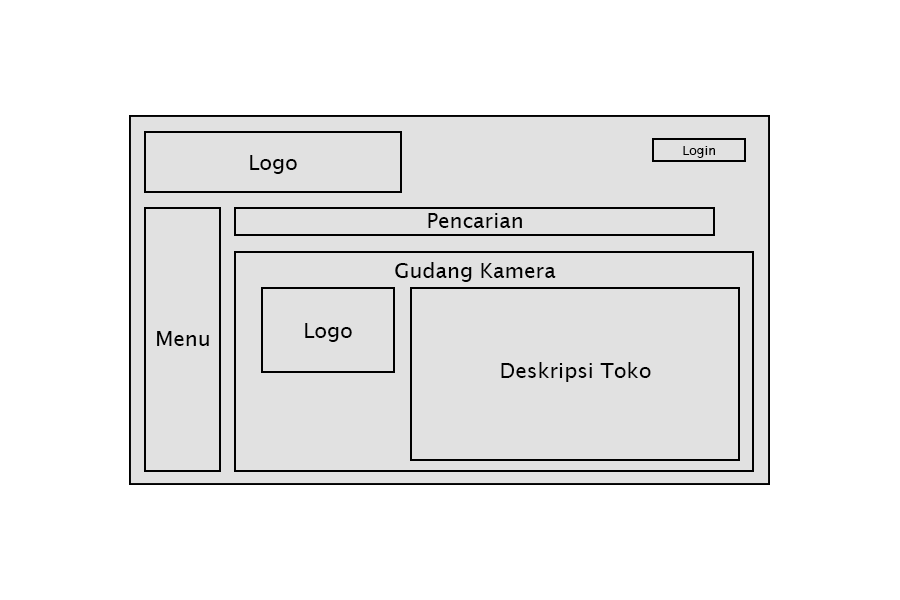 Logo
Login
Pencarian
Menu
Gudang Kamera
Logo
Deskripsi Toko